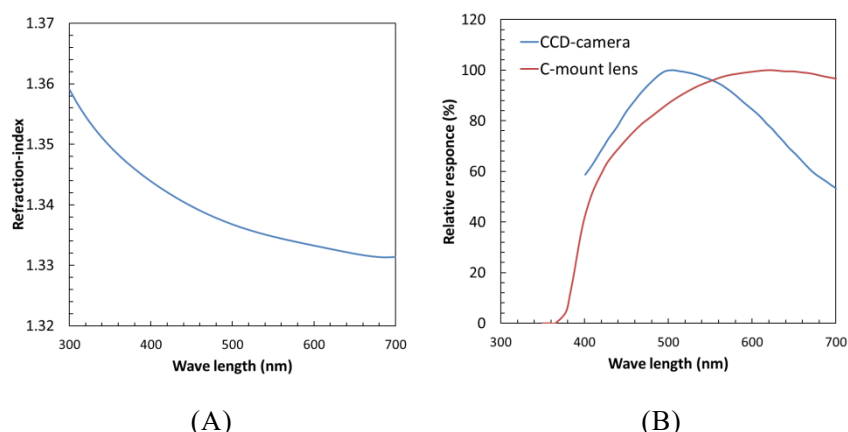 1.37
1.36
1.35
1.34
1.33
1.32
Refraction-index
300
400
500
600
700
Wave length (nm)
(A)
120
100
80
60
40
20
0
Relative responce (%)
CCD-camera
C-mount lens
300
400
500
600
700
Wave length (nm)
(B)